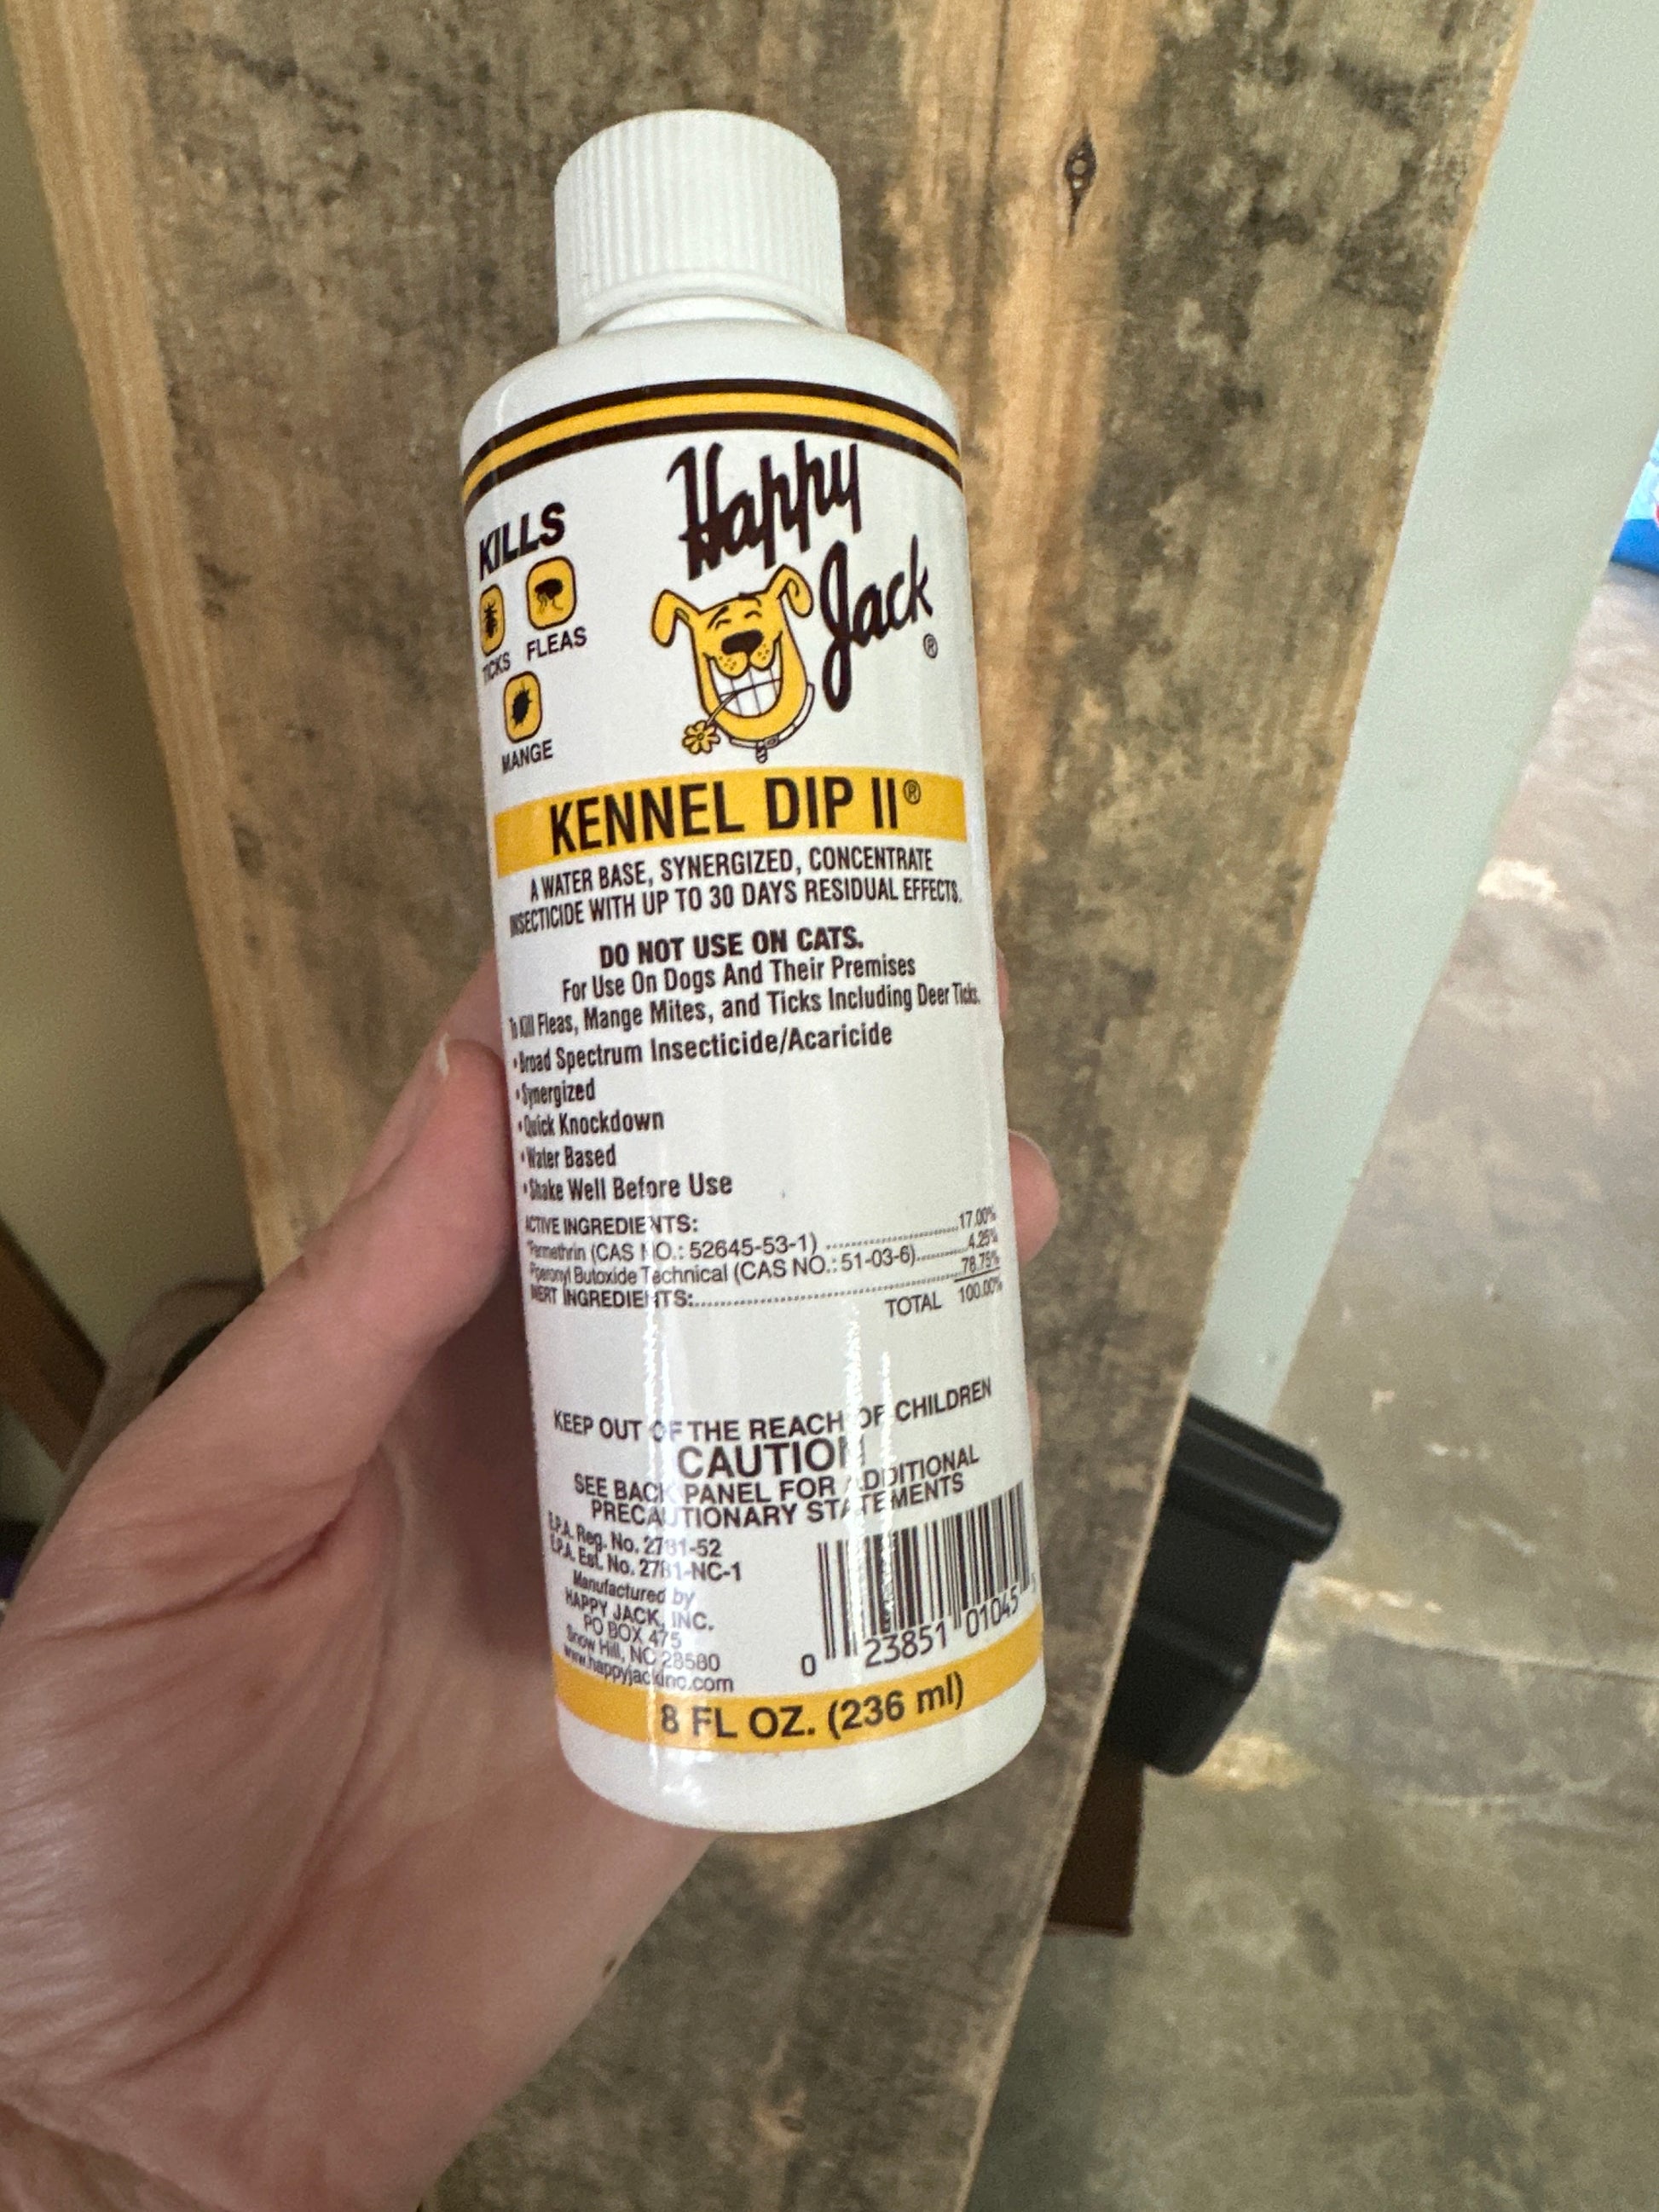 Happy
Jack
®
KILLS
TICKS FLEAS
MANGE
KENNEL DIP II®
A WATER BASE, SYNERGIZED, CONCENTRATE
INSECTICIDE WITH UP TO 30 DAYS RESIDUAL EFFECTS.
DO NOT USE ON CATS.
For Use On Dogs And Their Premises
To Kill Fleas, Mange Mites, and Ticks Including Deer Ticks.
•Broad Spectrum Insecticide/Acaricide
•Synergized
•Quick Knockdown
•Water Based
•Shake Well Before Use
ACTIVE INGREDIENTS:
*Permethrin (CAS NO.: 52645-53-1) ....................17.00%
Piperonyl Butoxide Technical (CAS NO.: 51-03-6)...........4.25%
INERT INGREDIENTS:..........................................78.75%
TOTAL 100.00%
KEEP OUT OF THE REACH OF CHILDREN
CAUTION
SEE BACK PANEL FOR ADDITIONAL
PRECAUTIONARY STATEMENTS
E.P.A. Reg. No. 2781-52
E.P.A. Est. No. 2781-NC-1
Manufactured by
HAPPY JACK, INC.
PO BOX 475
Snow Hill, NC 28580
www.happyjackinc.com
0 23851 01045
8 FL OZ. (236 ml)